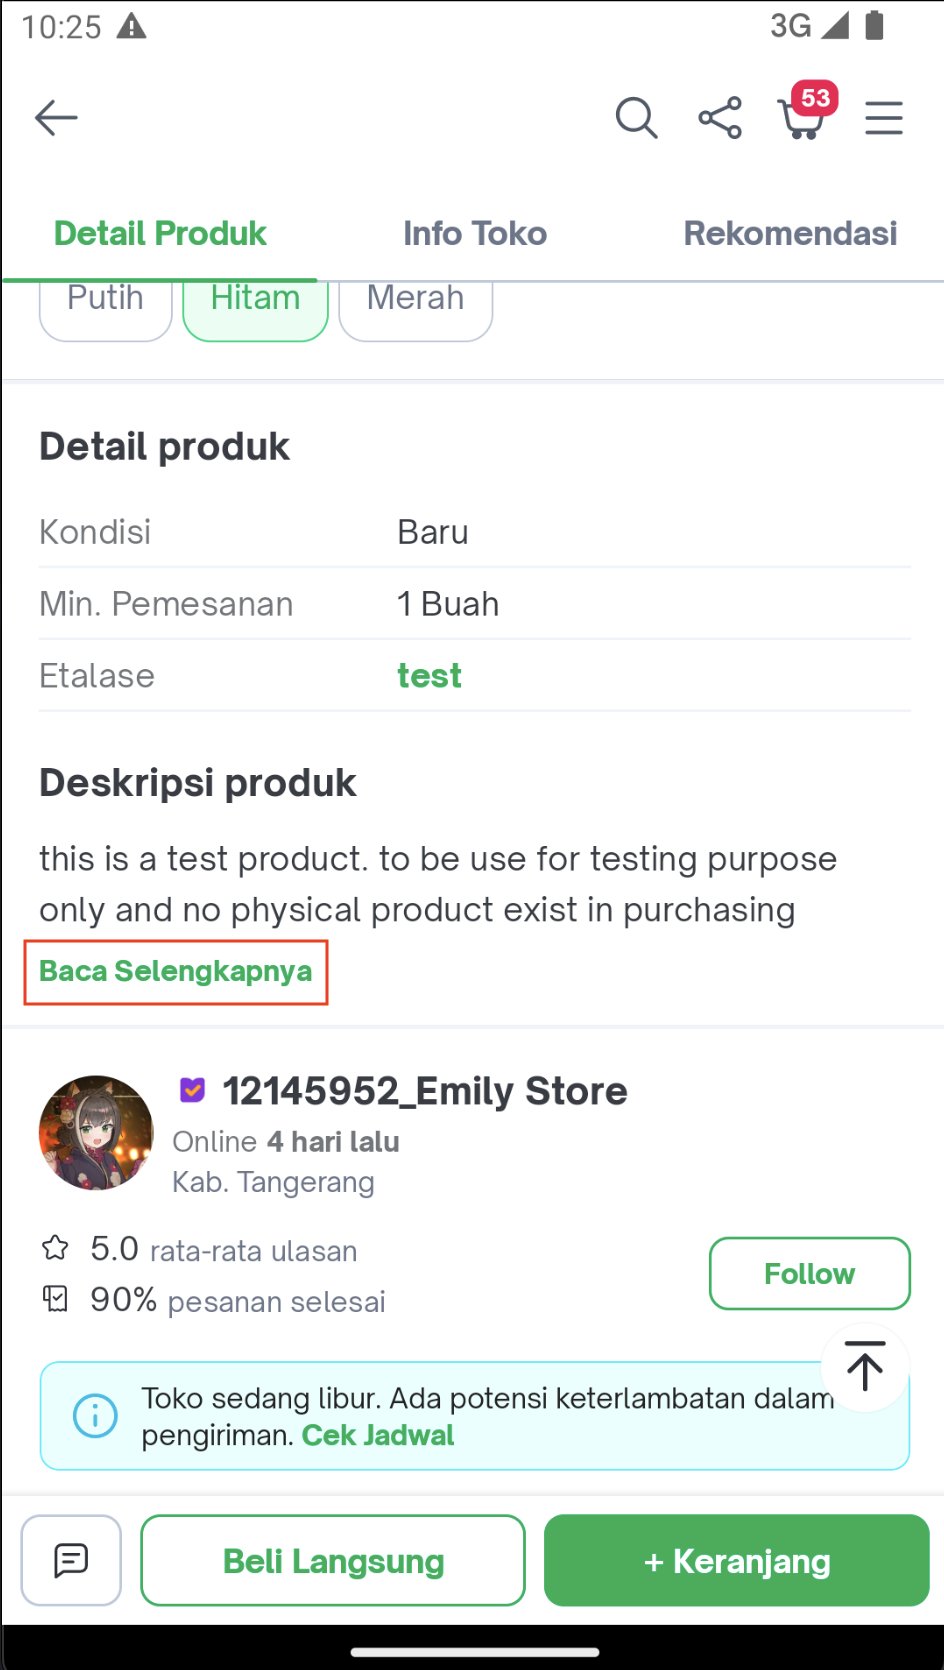 10:25
3G
53
Detail Produk
Info Toko
Rekomendasi
Putih
Hitam
Merah
Detail produk
Kondisi Baru
Min. Pemesanan 1 Buah
Etalase test
Deskripsi produk
this is a test product. to be use for testing purpose
only and no physical product exist in purchasing
Baca Selengkapnya
12145952_Emily Store
Online 4 hari lalu
Kab. Tangerang
5.0 rata-rata ulasan
90% pesanan selesai
Follow
Toko sedang libur. Ada potensi keterlambatan dalam
pengiriman. Cek Jadwal
Beli Langsung
+ Keranjang